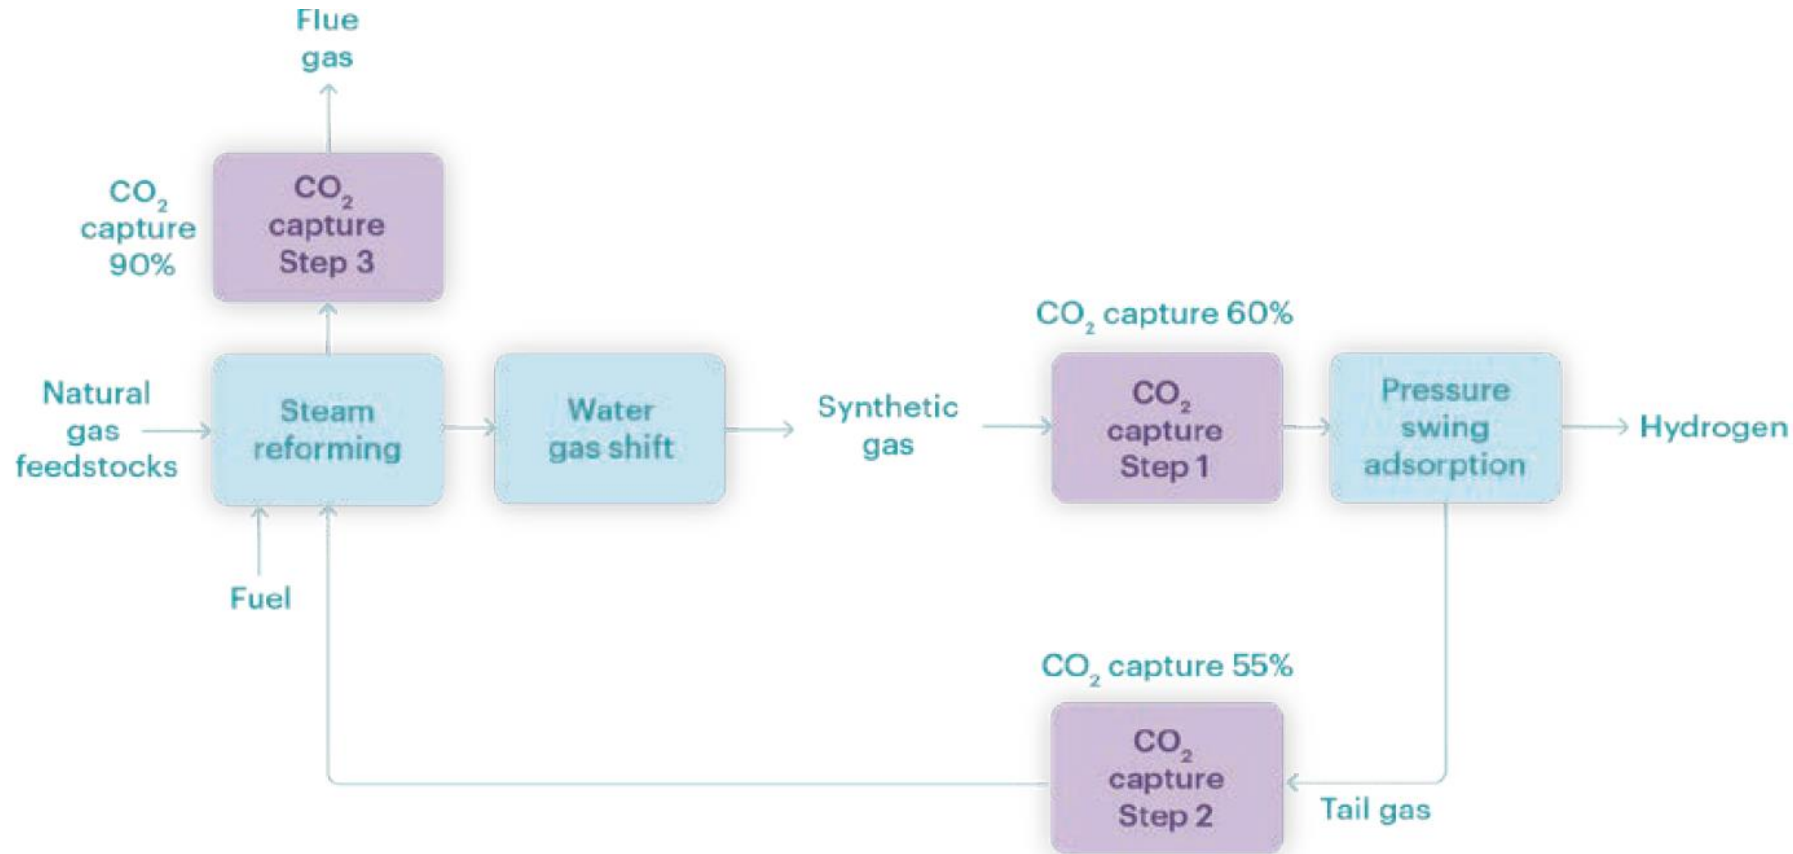 Flue
gas
CO₂
capture
90%
CO₂
capture
Step 3
Natural
gas
feedstocks
Steam
reforming
Water
gas shift
Synthetic
gas
CO₂ capture 60%
CO₂
capture
Step 1
Pressure
swing
adsorption
Hydrogen
Fuel
CO₂ capture 55%
CO₂
capture
Step 2
Tail gas